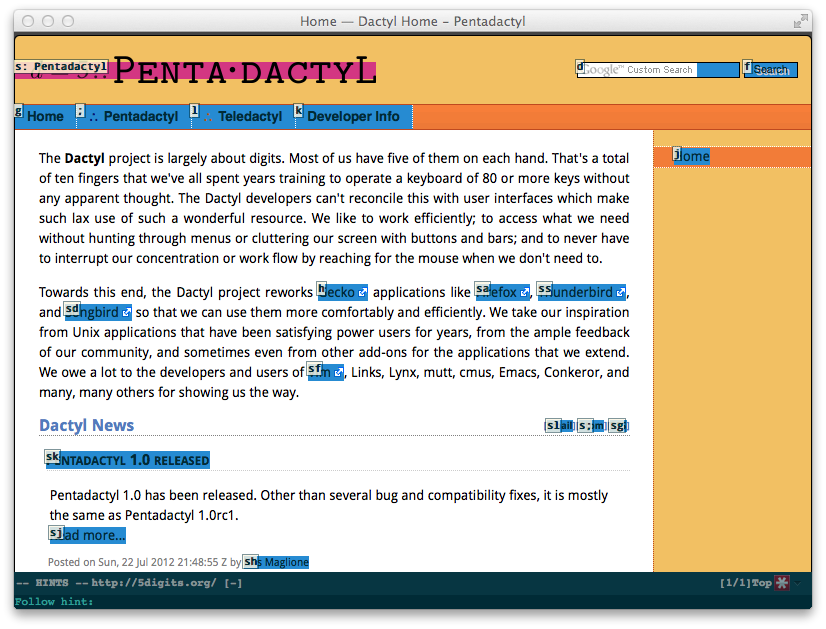 Home — Dactyl Home – Pentadactyl
s: Pentadactyl
PENTA·DACTYL
d Google™ Custom Search f Search
g Home ; ∴ Pentadactyl l ∴ Teledactyl k Developer Info
j ome
The Dactyl project is largely about digits. Most of us have five of them on each hand. That's a total
of ten fingers that we've all spent years training to operate a keyboard of 80 or more keys without
any apparent thought. The Dactyl developers can't reconcile this with user interfaces which make
such lax use of such a wonderful resource. We like to work efficiently; to access what we need
without hunting through menus or cluttering our screen with buttons and bars; and to never have
to interrupt our concentration or work flow by reaching for the mouse when we don't need to.
Towards this end, the Dactyl project reworks h ecko applications like sa efox, ss underbird,
and sd ngbird so that we can use them more comfortably and efficiently. We take our inspiration
from Unix applications that have been satisfying power users for years, from the ample feedback
of our community, and sometimes even from other add-ons for the applications that we extend.
We owe a lot to the developers and users of sf m, Links, Lynx, mutt, cmus, Emacs, Conkeror, and
many, many others for showing us the way.
Dactyl News [sl ail] s; m] sg ]
sk ENTADACTYL 1.0 RELEASED
Pentadactyl 1.0 has been released. Other than several bug and compatibility fixes, it is mostly
the same as Pentadactyl 1.0rc1.
sj ad more...
Posted on Sun, 22 Jul 2012 21:48:55 Z by sh s Maglione
-- HINTS -- http://5digits.org/ [-] [1/1] Top
Follow hint: